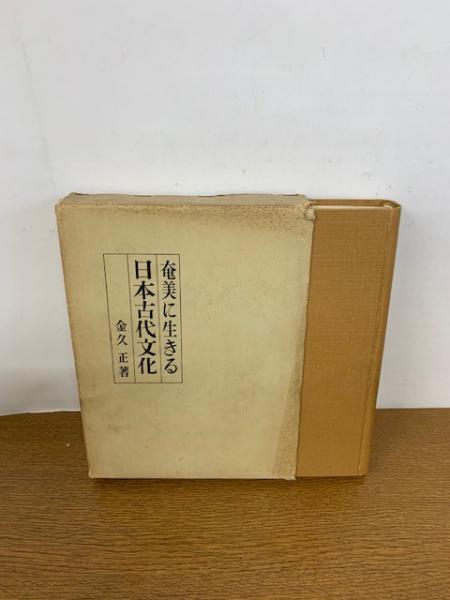 奄美に生きる
日本古代文化
金久正著